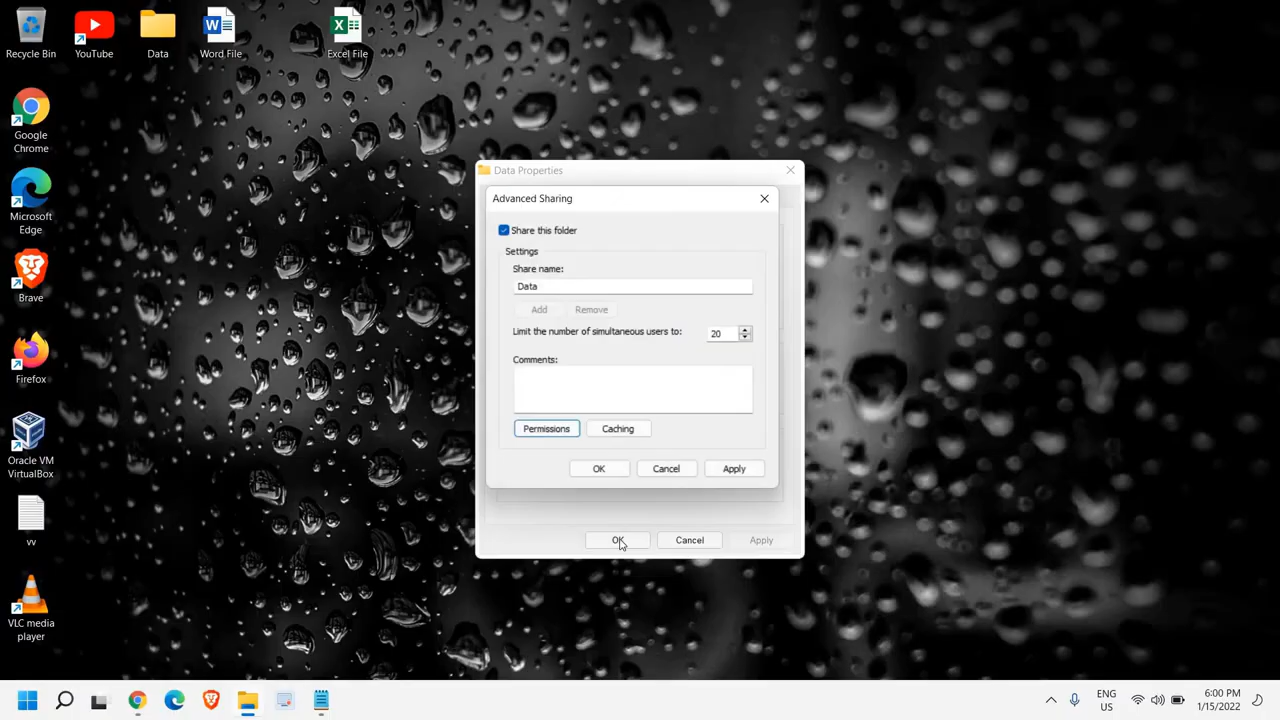 Recycle Bin
YouTube
Data
Word File
Excel File
Google
Chrome
Microsoft
Edge
Brave
Firefox
Oracle VM
VirtualBox
vv
VLC media
player
Data Properties
Advanced Sharing
Share this folder
Settings
Share name:
Data
Add
Remove
Limit the number of simultaneous users to:
20
Comments:
Permissions
Caching
OK
Cancel
Apply
OK
Cancel
Apply
ENG
US
6:00 PM
1/15/2022